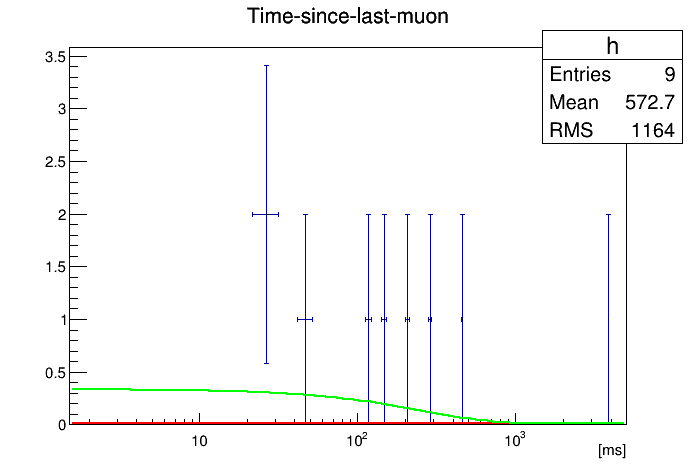 Time-since-last-muon
h
Entries 9
Mean 572.7
RMS 1164
3.5
3
2.5
2
1.5
1
0.5
0
10 10² 10³
[ms]